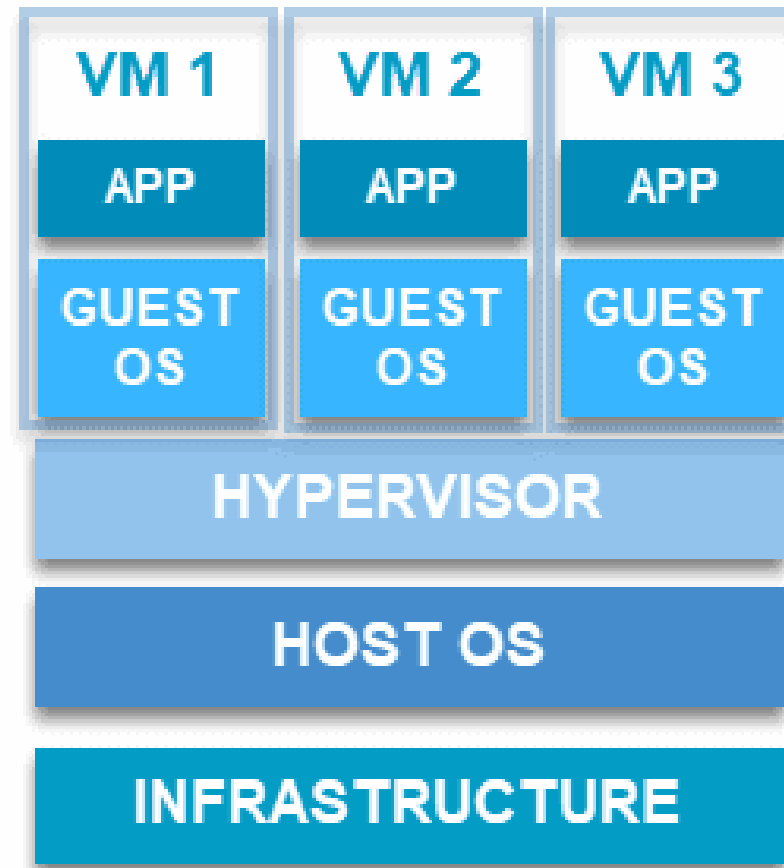 VM 1
VM 2
VM 3
APP
APP
APP
GUEST
OS
GUEST
OS
GUEST
OS
HYPERVISOR
HOST OS
INFRASTRUCTURE